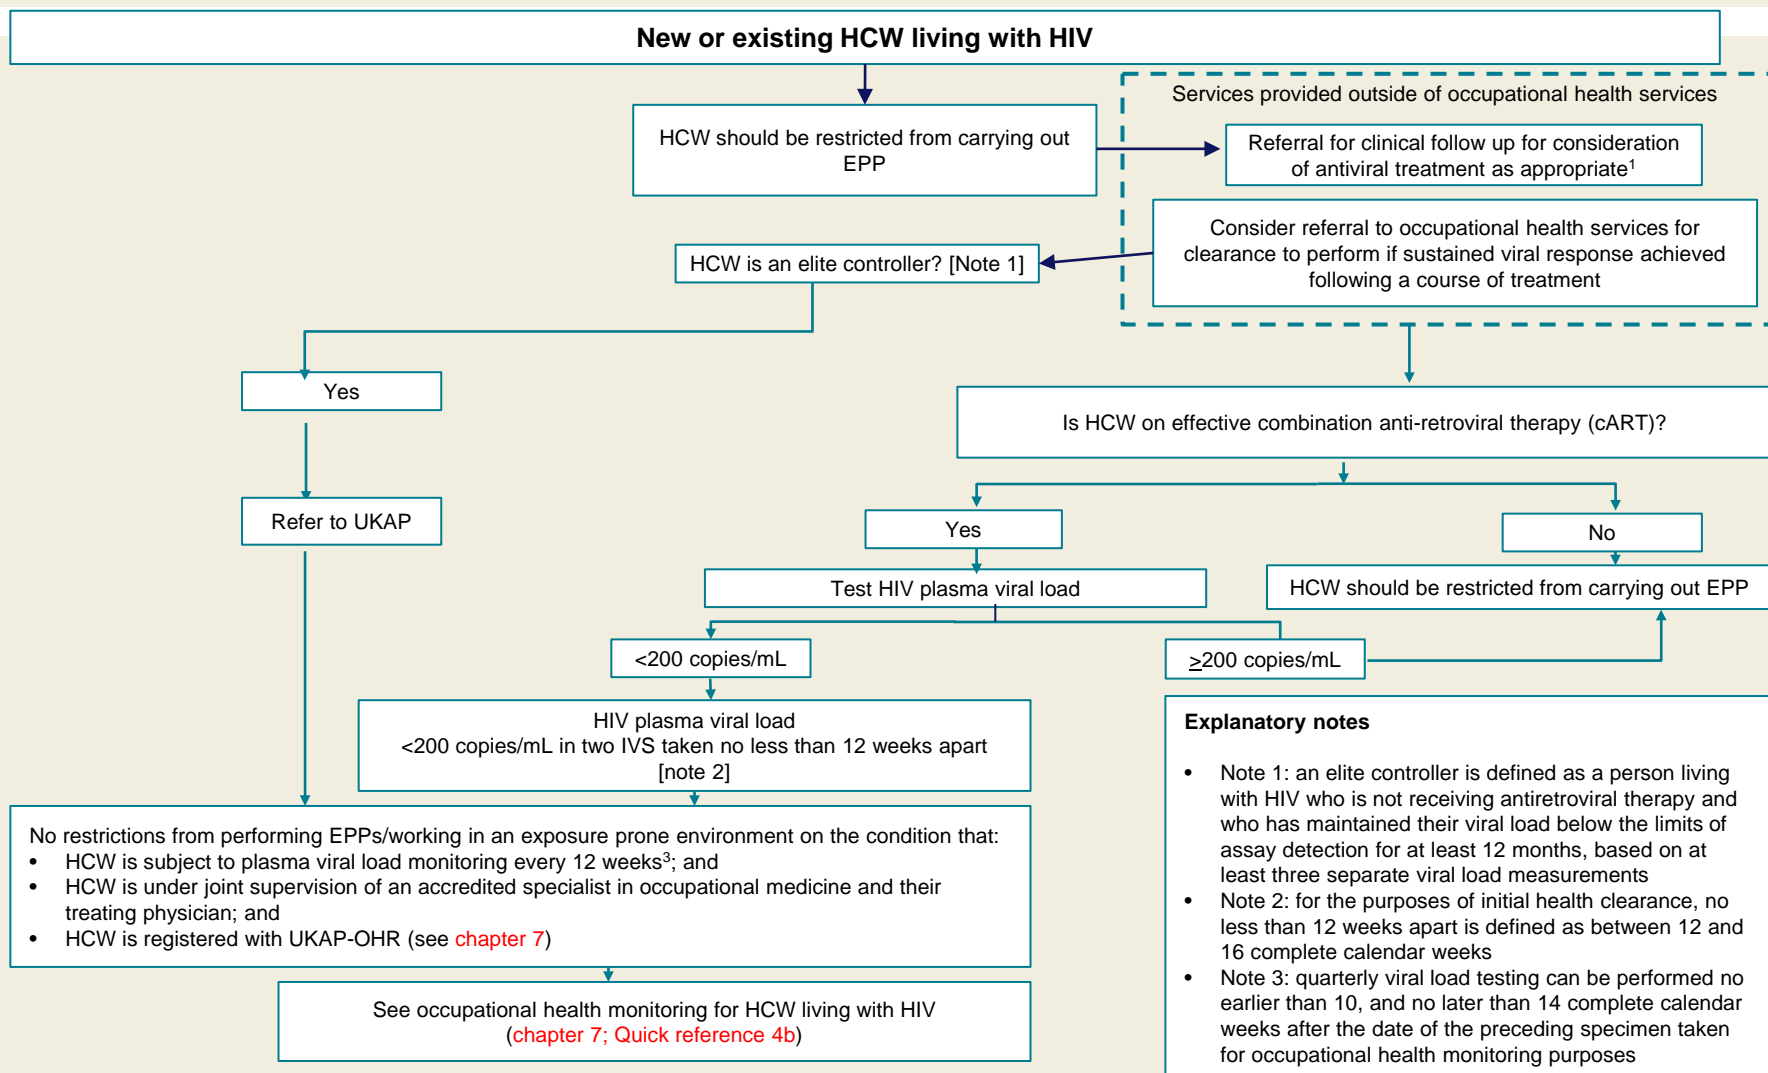 New or existing HCW living with HIV
Services provided outside of occupational health services
HCW should be restricted from carrying out
EPP
Referral for clinical follow up for consideration
of antiviral treatment as appropriate1
Consider referral to occupational health services for
clearance to perform if sustained viral response achieved
following a course of treatment
HCW is an elite controller? [Note 1]
Yes
Is HCW on effective combination anti-retroviral therapy (cART)?
Refer to UKAP
Yes
No
Test HIV plasma viral load
HCW should be restricted from carrying out EPP
<200 copies/mL
≥200 copies/mL
HIV plasma viral load
<200 copies/mL in two IVS taken no less than 12 weeks apart
[note 2]
No restrictions from performing EPPs/working in an exposure prone environment on the condition that:
• HCW is subject to plasma viral load monitoring every 12 weeks3; and
• HCW is under joint supervision of an accredited specialist in occupational medicine and their
treating physician; and
• HCW is registered with UKAP-OHR (see chapter 7)
See occupational health monitoring for HCW living with HIV
(chapter 7; Quick reference 4b)
Explanatory notes
• Note 1: an elite controller is defined as a person living
with HIV who is not receiving antiretroviral therapy and
who has maintained their viral load below the limits of
assay detection for at least 12 months, based on at
least three separate viral load measurements
• Note 2: for the purposes of initial health clearance, no
less than 12 weeks apart is defined as between 12 and
16 complete calendar weeks
• Note 3: quarterly viral load testing can be performed no
earlier than 10, and no later than 14 complete calendar
weeks after the date of the preceding specimen taken
for occupational health monitoring purposes